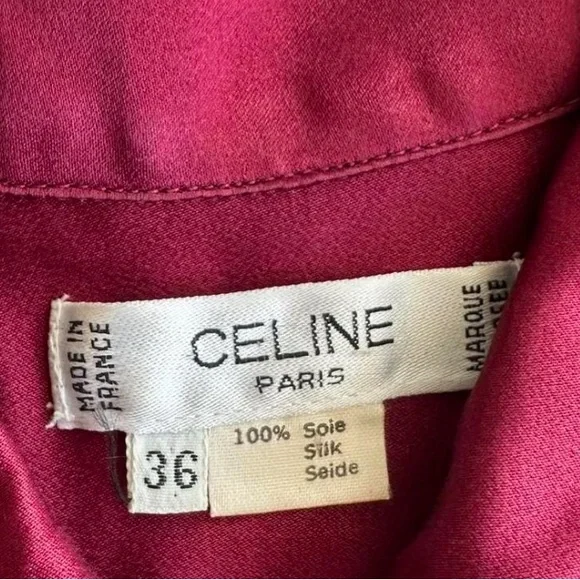 MADE IN
FRANCE
CELINE
PARIS
MARQUE
36
100% Soie
Silk
Seide